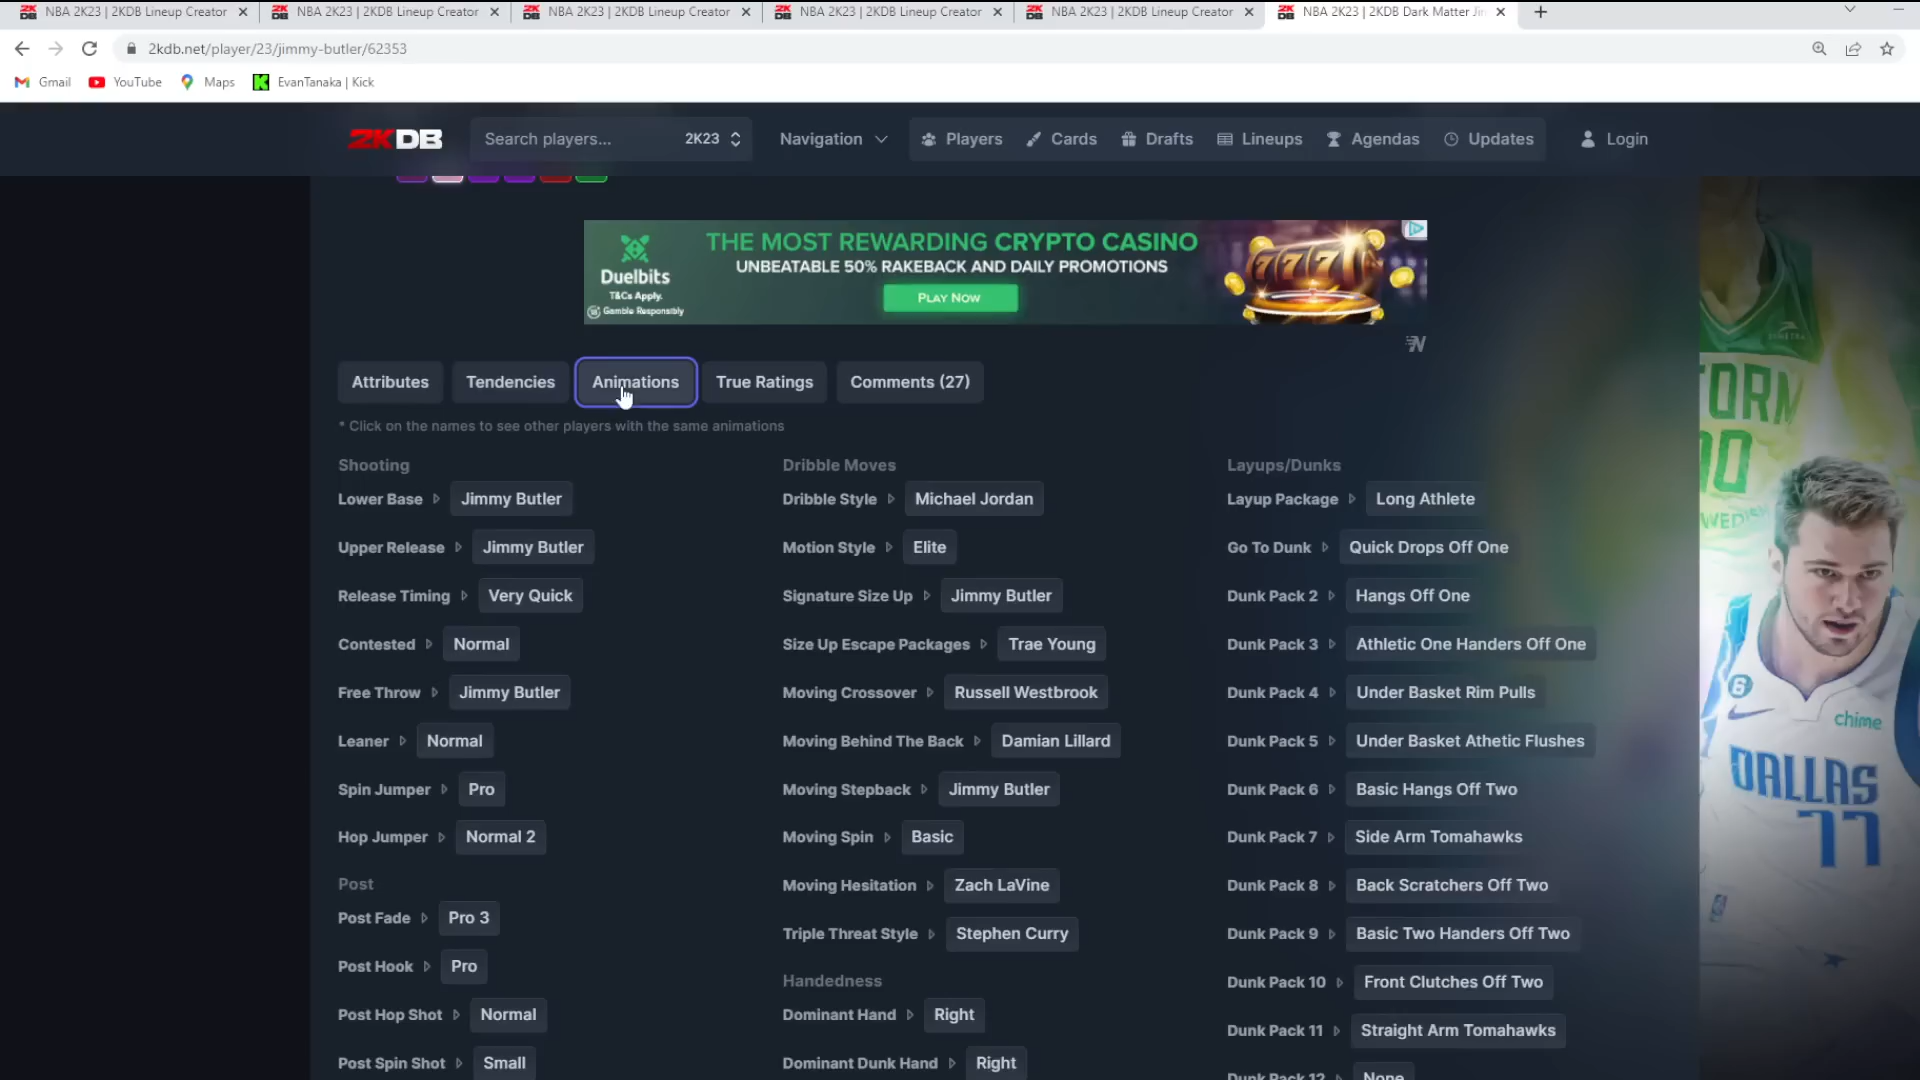 NBA 2K23 | 2KDB Lineup Creator
NBA 2K23 | 2KDB Lineup Creator
NBA 2K23 | 2KDB Lineup Creator
NBA 2K23 | 2KDB Lineup Creator
NBA 2K23 | 2KDB Lineup Creator
NBA 2K23 | 2KDB Dark Matter
2kdb.net/player/23/jimmy-butler/62353
Gmail YouTube Maps EvanTanaka | Kick
2KDB Search players... 2K23 Navigation Players Cards Drafts Lineups Agendas Updates Login
THE MOST REWARDING CRYPTO CASINO
UNBEATABLE 50% RAKEBACK AND DAILY PROMOTIONS
PLAY NOW
Duelbits
T&Cs Apply.
Gamble Responsibly
777
Attributes Tendencies Animations True Ratings Comments (27)
* Click on the names to see other players with the same animations
Shooting
Lower Base Jimmy Butler
Upper Release Jimmy Butler
Release Timing Very Quick
Contested Normal
Free Throw Jimmy Butler
Leaner Normal
Spin Jumper Pro
Hop Jumper Normal 2
Post
Post Fade Pro 3
Post Hook Pro
Post Hop Shot Normal
Post Spin Shot Small
Dribble Moves
Dribble Style Michael Jordan
Motion Style Elite
Signature Size Up Jimmy Butler
Size Up Escape Packages Trae Young
Moving Crossover Russell Westbrook
Moving Behind The Back Damian Lillard
Moving Stepback Jimmy Butler
Moving Spin Basic
Moving Hesitation Zach LaVine
Triple Threat Style Stephen Curry
Handedness
Dominant Hand Right
Dominant Dunk Hand Right
Layups/Dunks
Layup Package Long Athlete
Go To Dunk Quick Drops Off One
Dunk Pack 2 Hangs Off One
Dunk Pack 3 Athletic One Handers Off One
Dunk Pack 4 Under Basket Rim Pulls
Dunk Pack 5 Under Basket Athetic Flushes
Dunk Pack 6 Basic Hangs Off Two
Dunk Pack 7 Side Arm Tomahawks
Dunk Pack 8 Back Scratchers Off Two
Dunk Pack 9 Basic Two Handers Off Two
Dunk Pack 10 Front Clutches Off Two
Dunk Pack 11 Straight Arm Tomahawks
Dunk Pack 12 None
6
chime
DALLAS
77